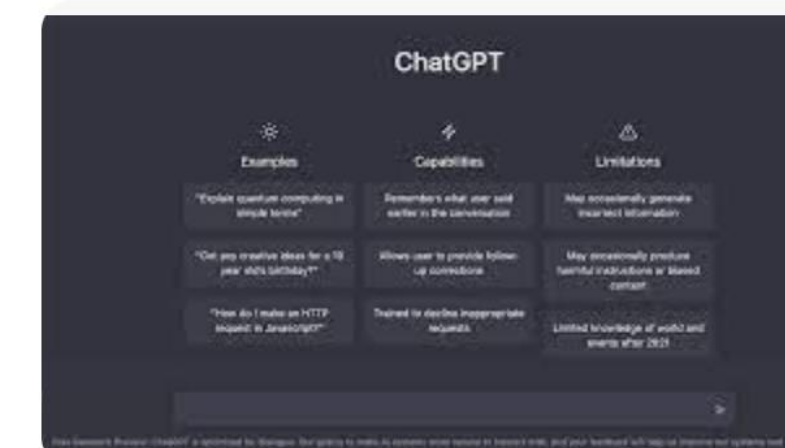 ChatGPT
Examples
Capabilities
Limitations
"Explain quantum computing in
simple terms"
Remembers what user said
earlier in the conversation
May occasionally generate
incorrect information
"Got any creative ideas for a 10
year old's birthday?"
Allows user to provide follow-
up corrections
May occasionally produce
harmful instructions or biased
content
"How do I make an HTTP
request in Javascript?"
Trained to decline inappropriate
requests
Limited knowledge of world and
events after 2021